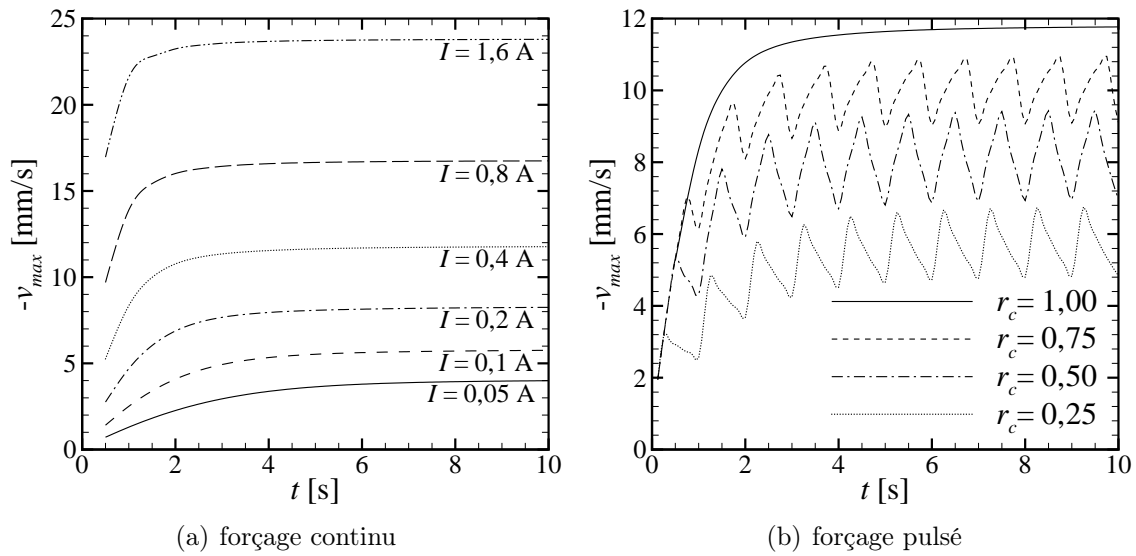 -v_max [mm/s]
25
20
15
10
5
0
I = 1,6 A
I = 0,8 A
I = 0,4 A
I = 0,2 A
I = 0,1 A
I = 0,05 A
0 2 4 6 8 10
t [s]
(a) forçage continu
-v_max [mm/s]
12
10
8
6
4
2
0
r_c = 1,00
r_c = 0,75
r_c = 0,50
r_c = 0,25
0 2 4 6 8 10
t [s]
(b) forçage pulsé